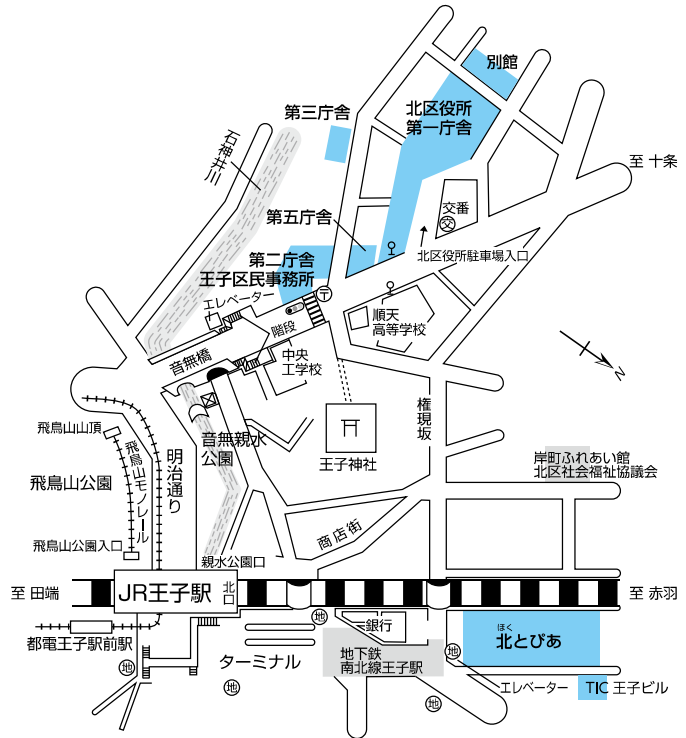 別館
第三庁舎
北区役所
第一庁舎
石神井川
至 十条
交番
交
第五庁舎
北区役所駐車場入口
第二庁舎
王子区民事務所
エレベーター
〒
順天
高等学校
階段
音無橋
中央
工学校
N
権現坂
飛鳥山山頂
音無親水
公園
王子神社
岸町ふれあい館
北区社会福祉協議会
飛鳥山公園
飛鳥山モノレール
明治通り
商店街
飛鳥山公園入口
親水公園口
至 田端
JR王子駅
北口
至 赤羽
地
銀行
ほく
北とぴあ
都電王子駅前駅
地
ターミナル
地下鉄
南北線王子駅
地
地
エレベーター
TIC 王子ビル
地